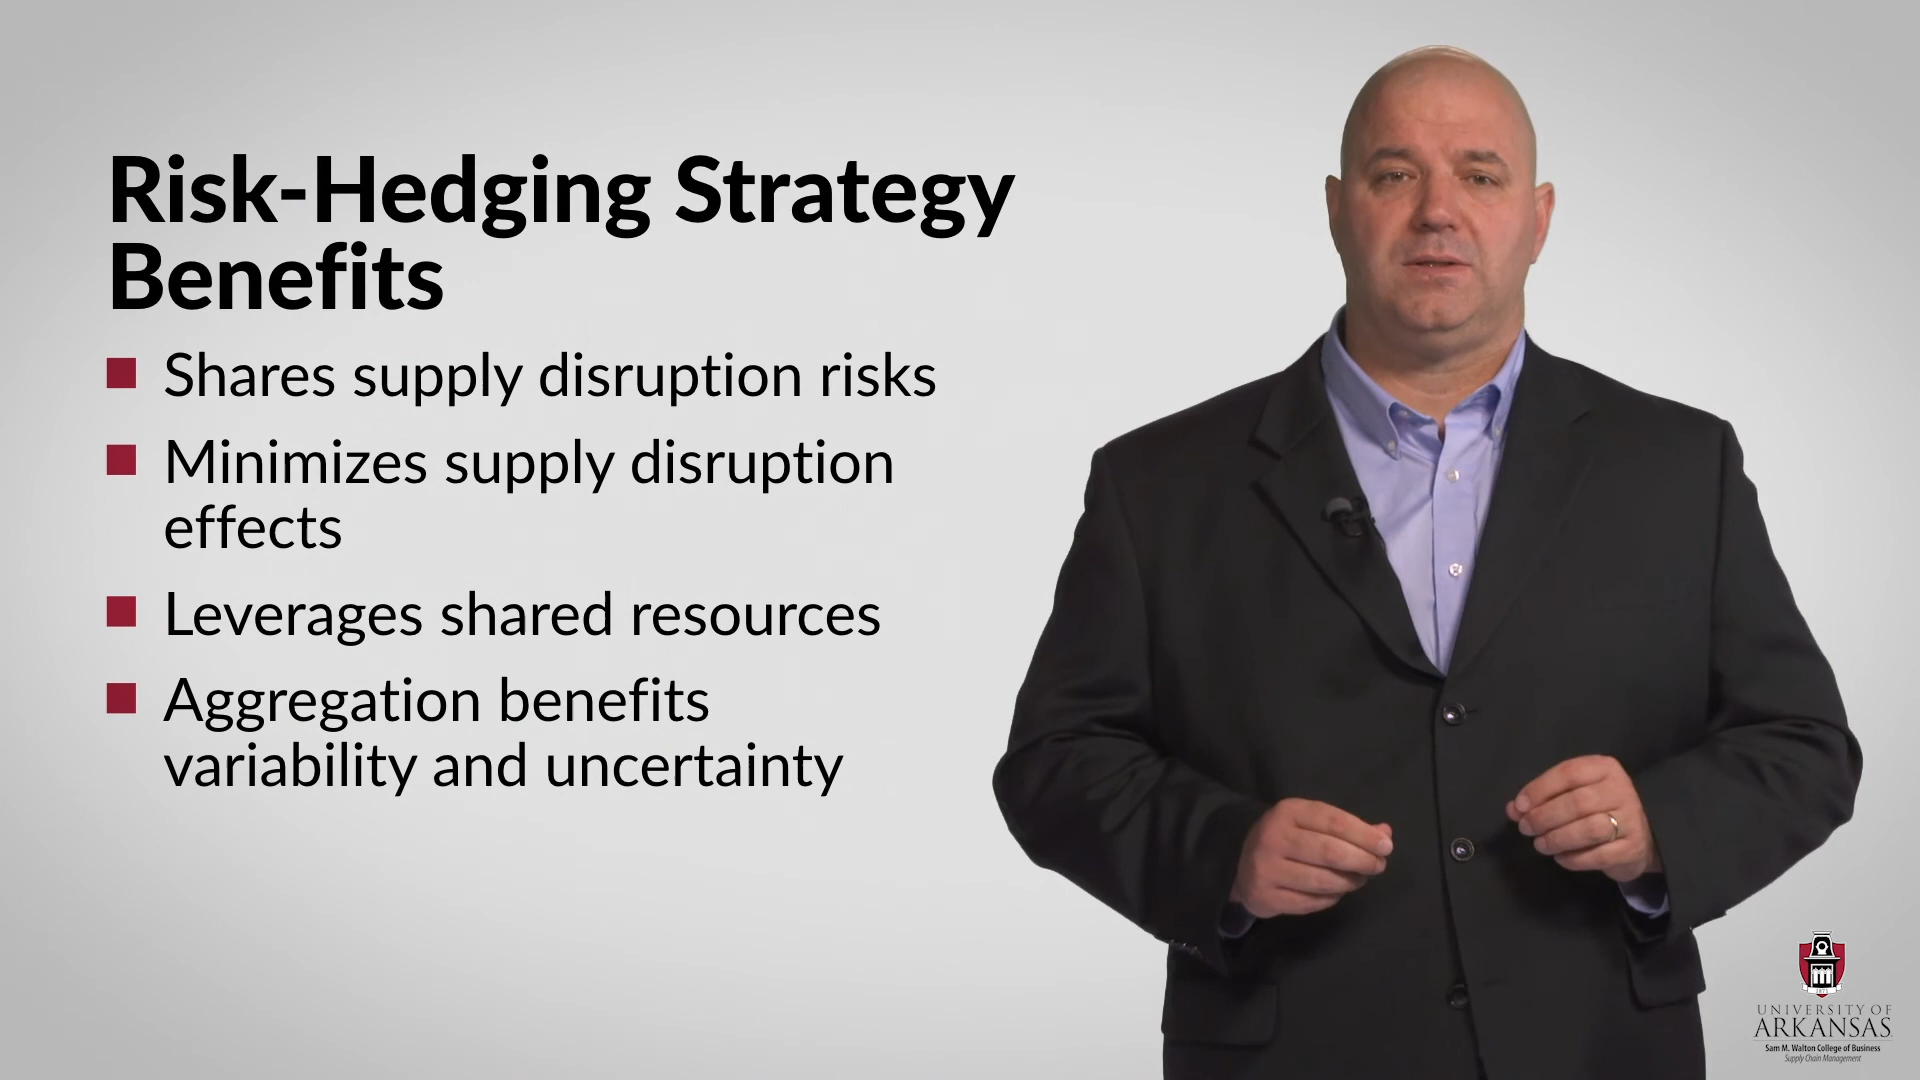 Risk-Hedging Strategy
Benefits
Shares supply disruption risks
Minimizes supply disruption
effects
Leverages shared resources
Aggregation benefits
variability and uncertainty
1871
UNIVERSITY OF
ARKANSAS
Sam M. Walton College of Business
Supply Chain Management